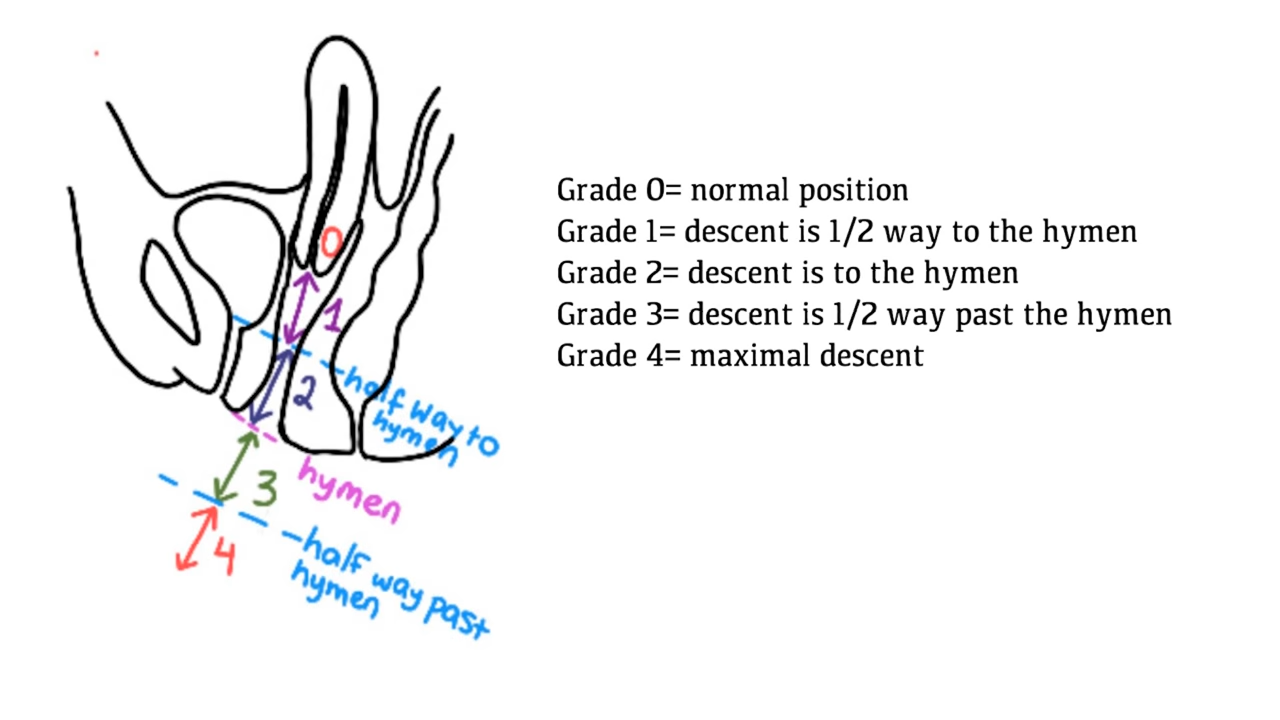 0
1
2
half way to
hymen
hymen
3
4
half way past
hymen
Grade 0= normal position
Grade 1= descent is 1/2 way to the hymen
Grade 2= descent is to the hymen
Grade 3= descent is 1/2 way past the hymen
Grade 4= maximal descent